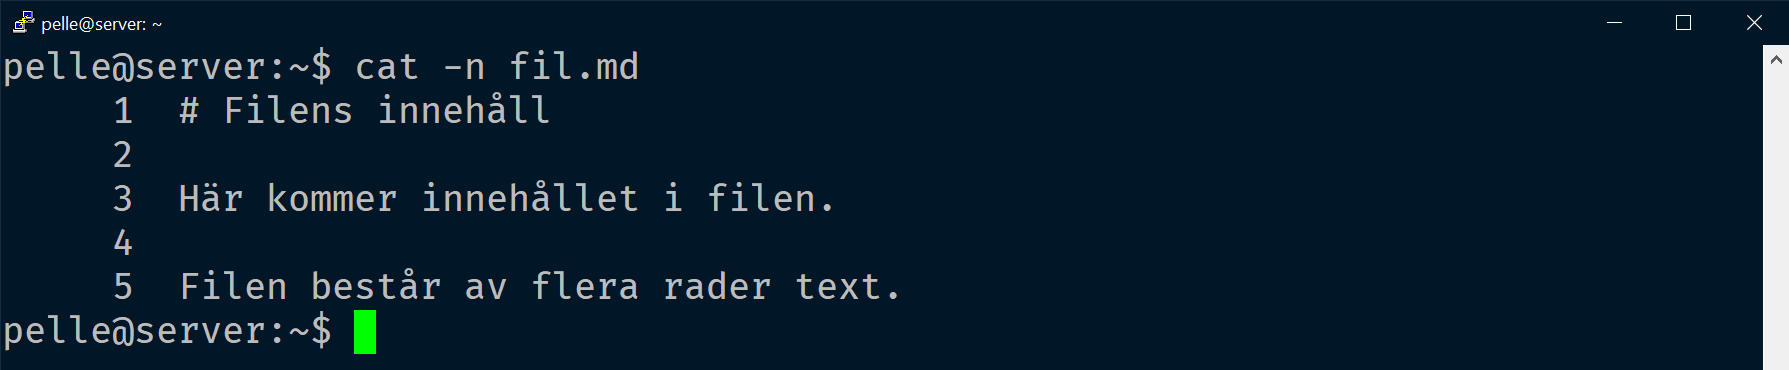 pelle@server: ~
pelle@server:~$ cat -n fil.md
     1  # Filens innehåll
     2
     3  Här kommer innehållet i filen.
     4
     5  Filen består av flera rader text.
pelle@server:~$